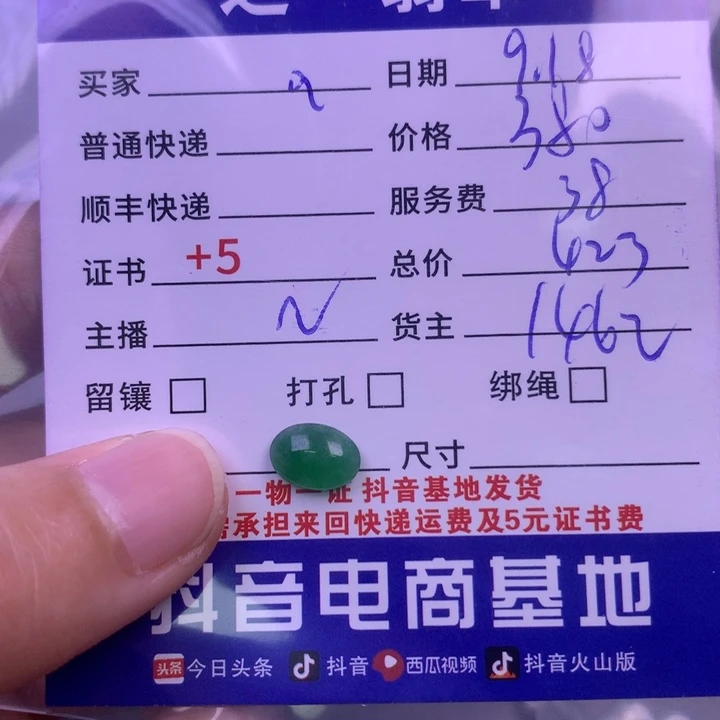 买家 日期 9.18
普通快递 价格 380
顺丰快递 服务费 38
证书 +5 总价 423
主播 N 货主 1462
留镶 打孔 绑绳
尺寸
一物一证 抖音基地发货
承担来回快递运费及5元证书费
抖音电商基地
头条 今日头条 抖音 西瓜视频 抖音火山版